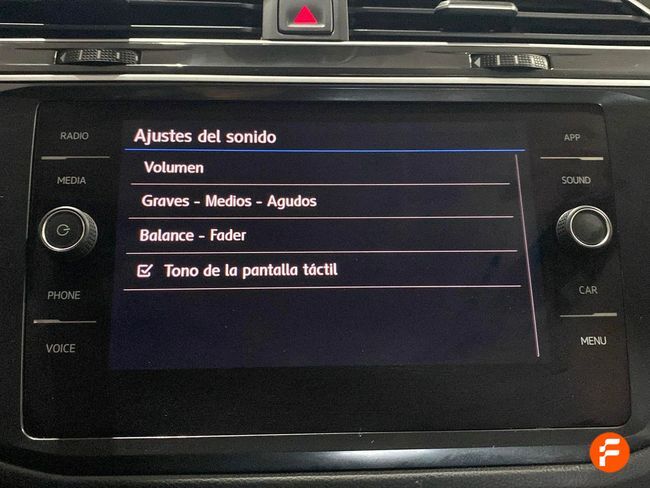 RADIO
MEDIA
PHONE
VOICE
Ajustes del sonido
Volumen
Graves - Medios - Agudos
Balance - Fader
Tono de la pantalla táctil
APP
SOUND
CAR
MENU